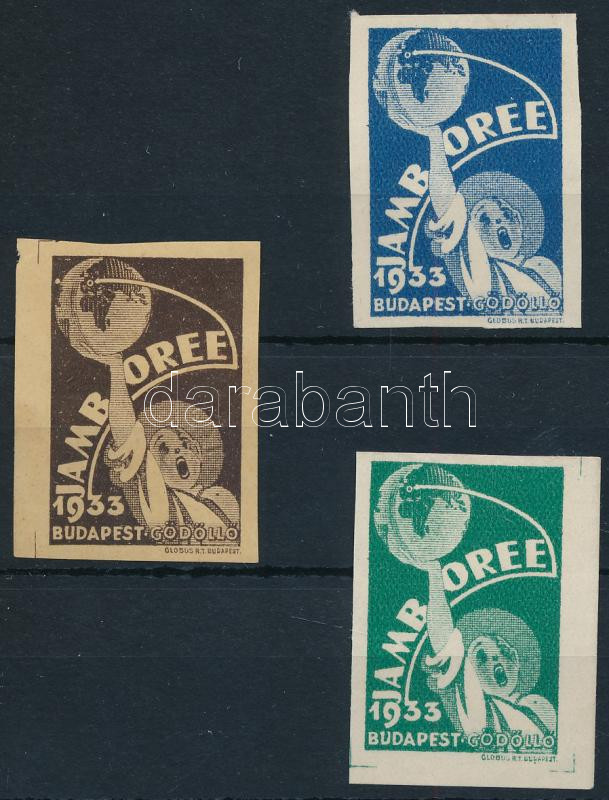 JAMBOREE
1933
BUDAPEST-GÖDÖLLŐ
GLOBUS R.T. BUDAPEST.
JAMBOREE
1933
BUDAPEST-GÖDÖLLŐ
GLOBUS R.T. BUDAPEST.
darabanth
JAMBOREE
1933
BUDAPEST-GÖDÖLLŐ
GLOBUS R.T. BUDAPEST.